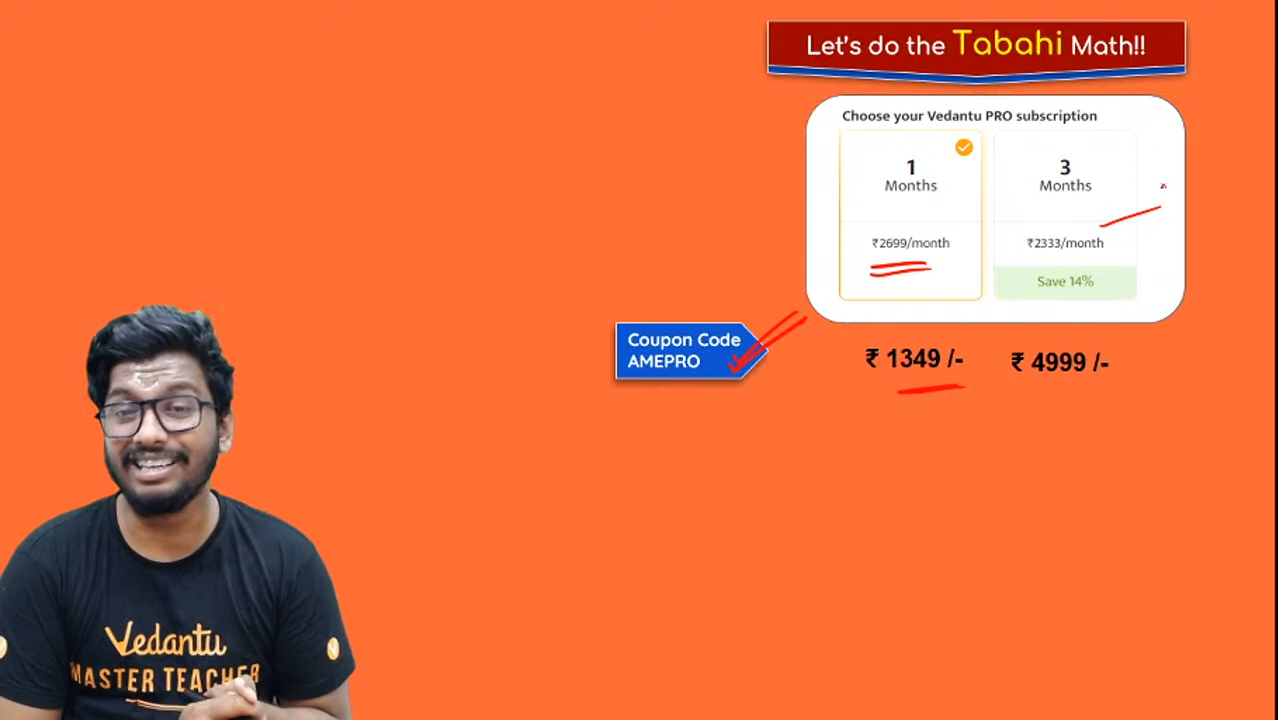 Let's do the Tabahi Math!!
Choose your Vedantu PRO subscription
1
Months
3
Months
₹2699/month
₹2333/month
Save 14%
Coupon Code
AMEPRO
₹ 1349 /-
₹ 4999 /-
Vedantu
MASTER TEACHER